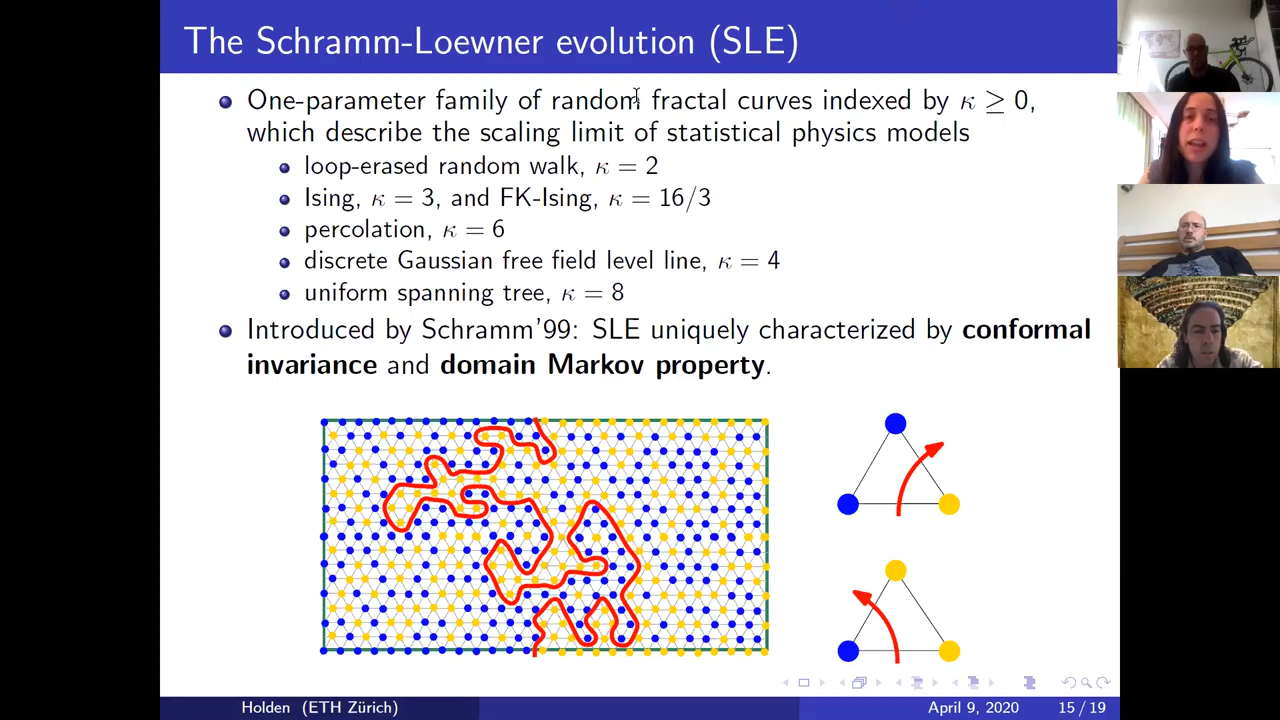 The Schramm-Loewner evolution (SLE)
One-parameter family of random fractal curves indexed by κ ≥ 0,
which describe the scaling limit of statistical physics models
loop-erased random walk, κ = 2
Ising, κ = 3, and FK-Ising, κ = 16/3
percolation, κ = 6
discrete Gaussian free field level line, κ = 4
uniform spanning tree, κ = 8
Introduced by Schramm'99: SLE uniquely characterized by conformal
invariance and domain Markov property.
Holden (ETH Zürich) April 9, 2020 15 / 19